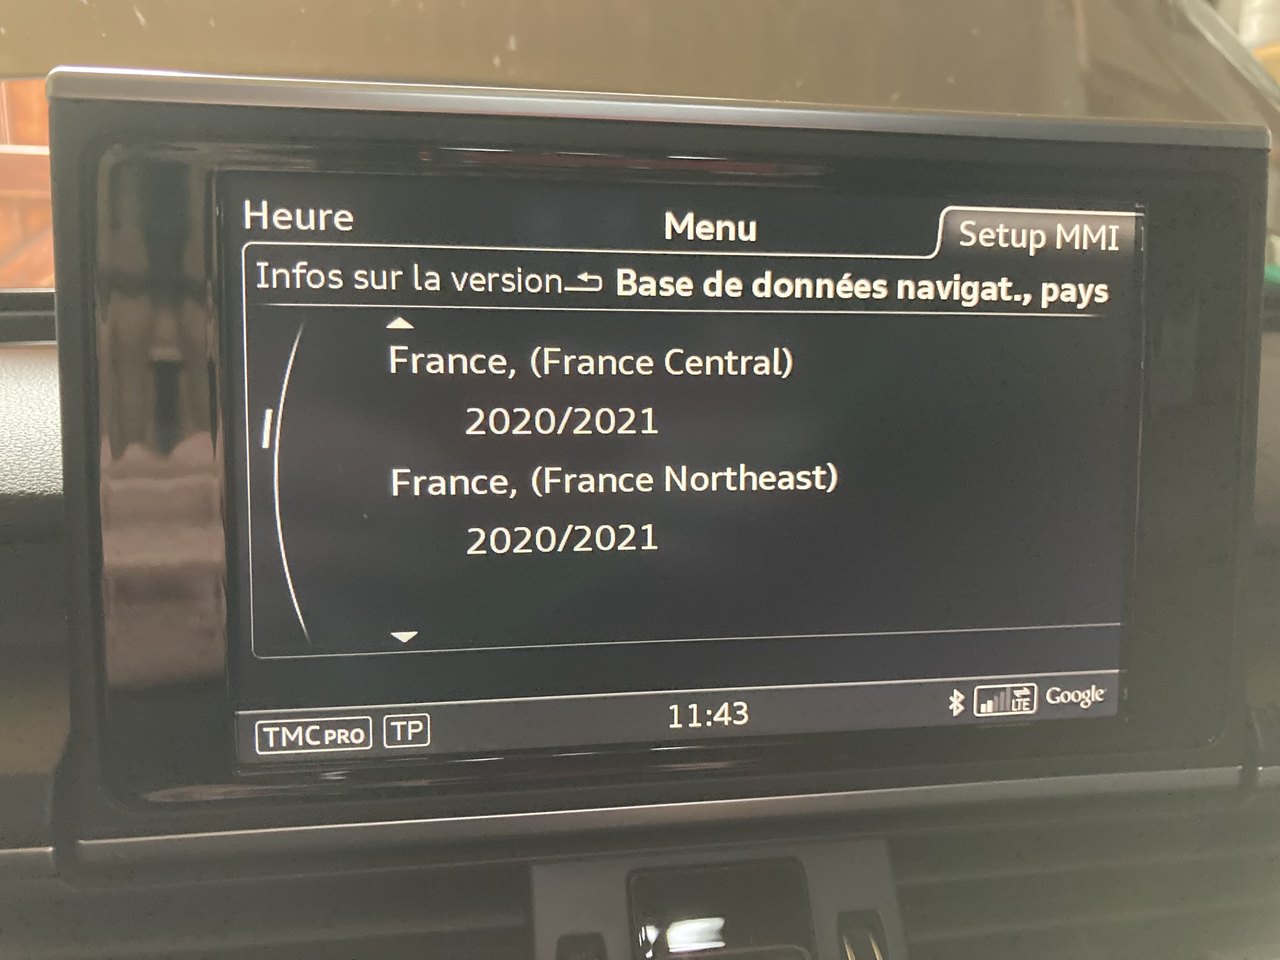 Heure Menu Setup MMI
Infos sur la version Base de données navigat., pays
France, (France Central)
2020/2021
France, (France Northeast)
2020/2021
TMC PRO TP 11:43 LTE Google